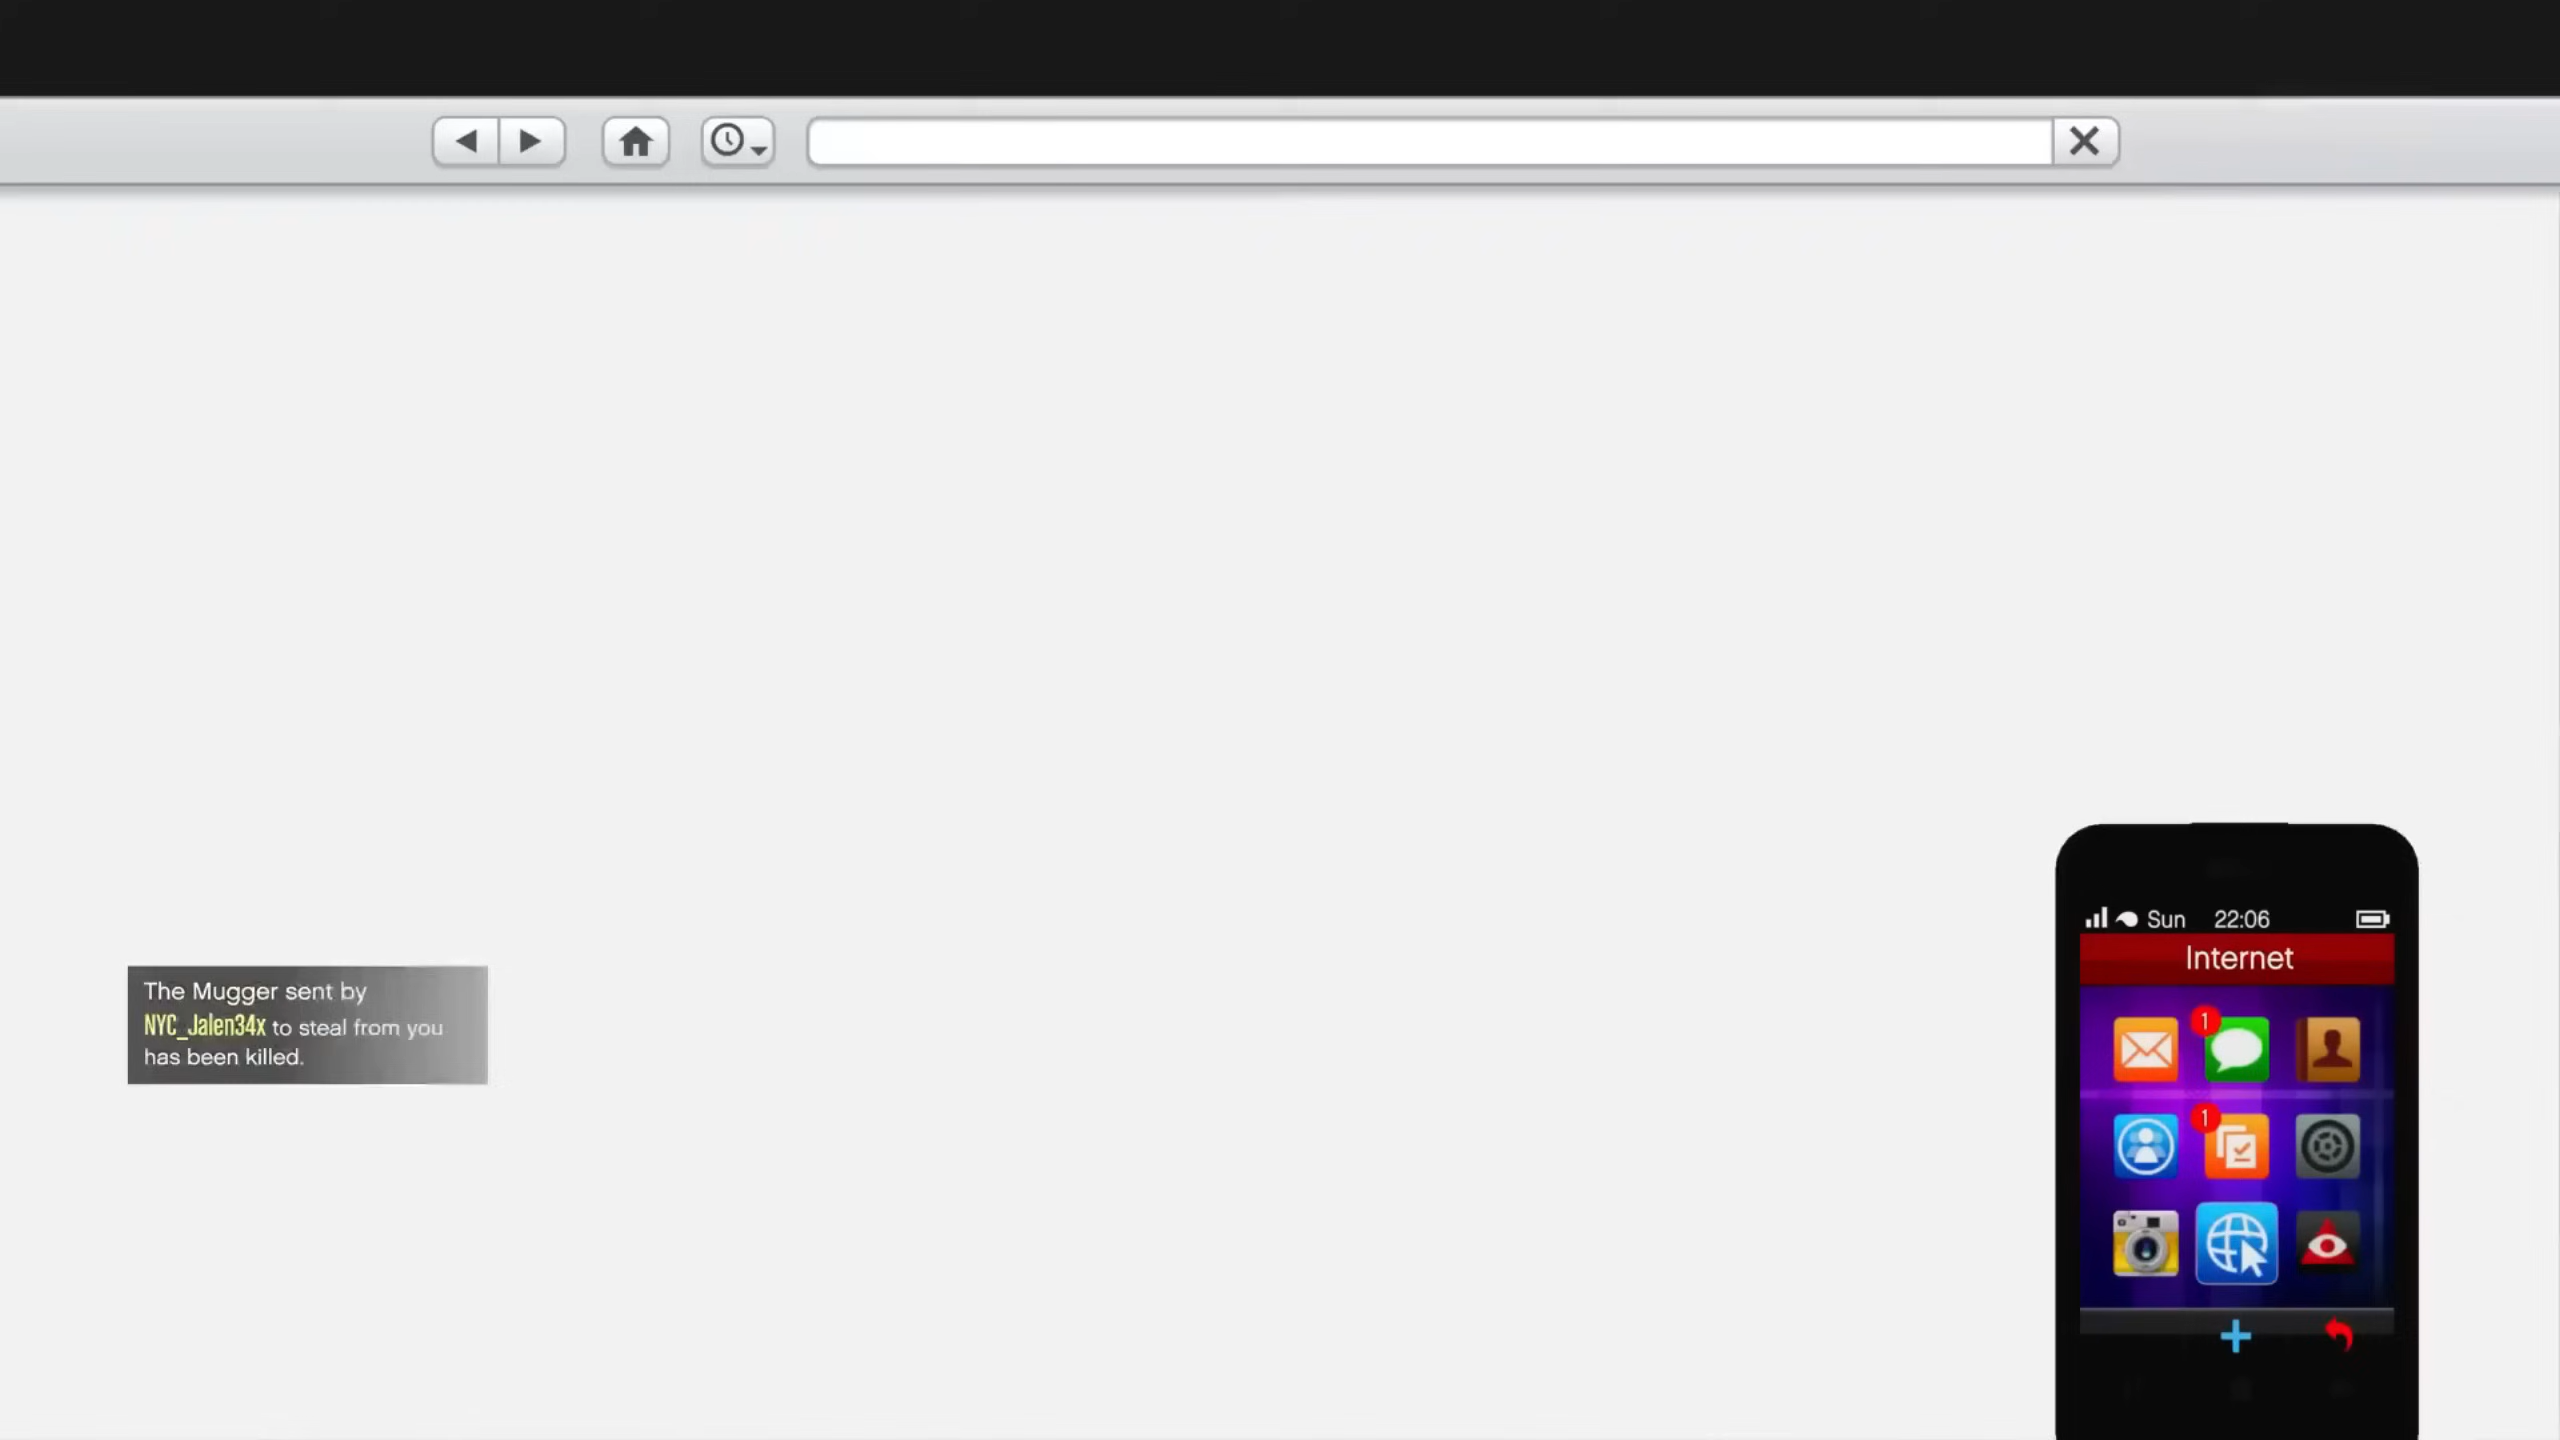 Sun 22:06
Internet
1
1
The Mugger sent by
NYC_Jalen34x to steal from you
has been killed.